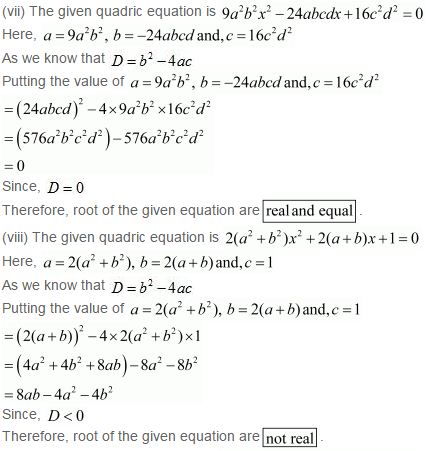 (vii) The given quadric equation is 9a²b²x² − 24abcdx + 16c²d² = 0
Here, a = 9a²b², b = −24abcd and, c = 16c²d²
As we know that D = b² − 4ac
Putting the value of a = 9a²b², b = −24abcd and, c = 16c²d²
= (24abcd)² − 4×9a²b² ×16c²d²
= (576a²b²c²d²) − 576a²b²c²d²
= 0
Since, D = 0
Therefore, root of the given equation are real and equal .
(viii) The given quadric equation is 2(a² + b²)x² + 2(a + b)x + 1 = 0
Here, a = 2(a² + b²), b = 2(a + b) and, c = 1
As we know that D = b² − 4ac
Putting the value of a = 2(a² + b²), b = 2(a + b) and, c = 1
= (2(a + b))² − 4×2(a² + b²)×1
= (4a² + 4b² + 8ab) − 8a² − 8b²
= 8ab − 4a² − 4b²
Since, D < 0
Therefore, root of the given equation are not real .